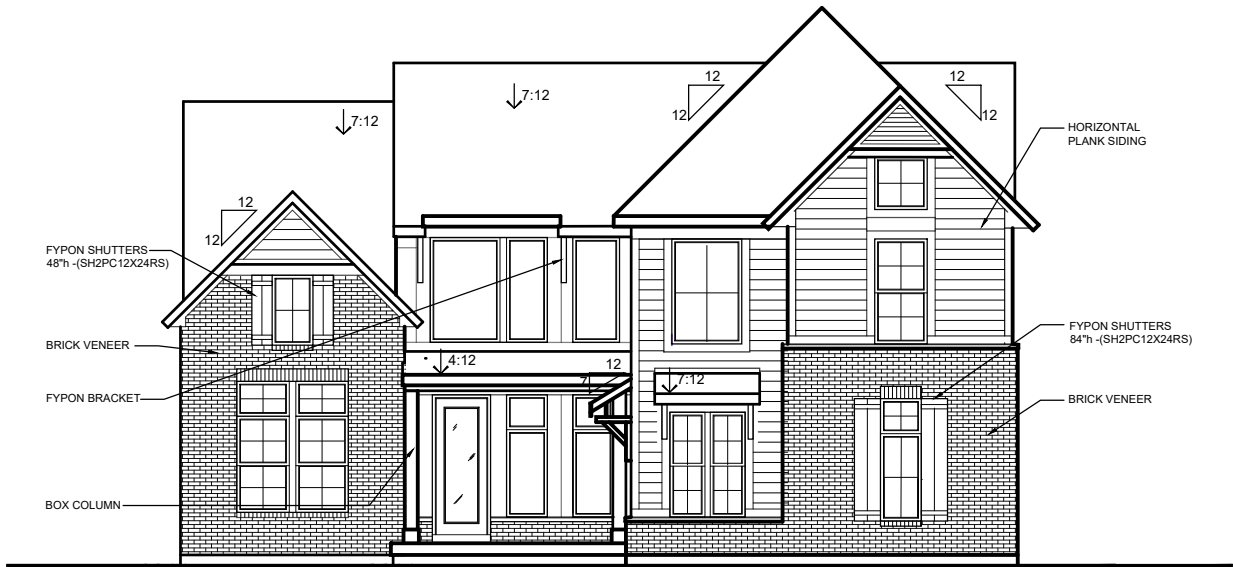 12
12
7:12
12
12
7:12
12
12
HORIZONTAL
PLANK SIDING
FYPON SHUTTERS
48"h -(SH2PC12X24RS)
BRICK VENEER
FYPON BRACKET
BOX COLUMN
4:12
12
7
7:12
FYPON SHUTTERS
84"h -(SH2PC12X24RS)
BRICK VENEER